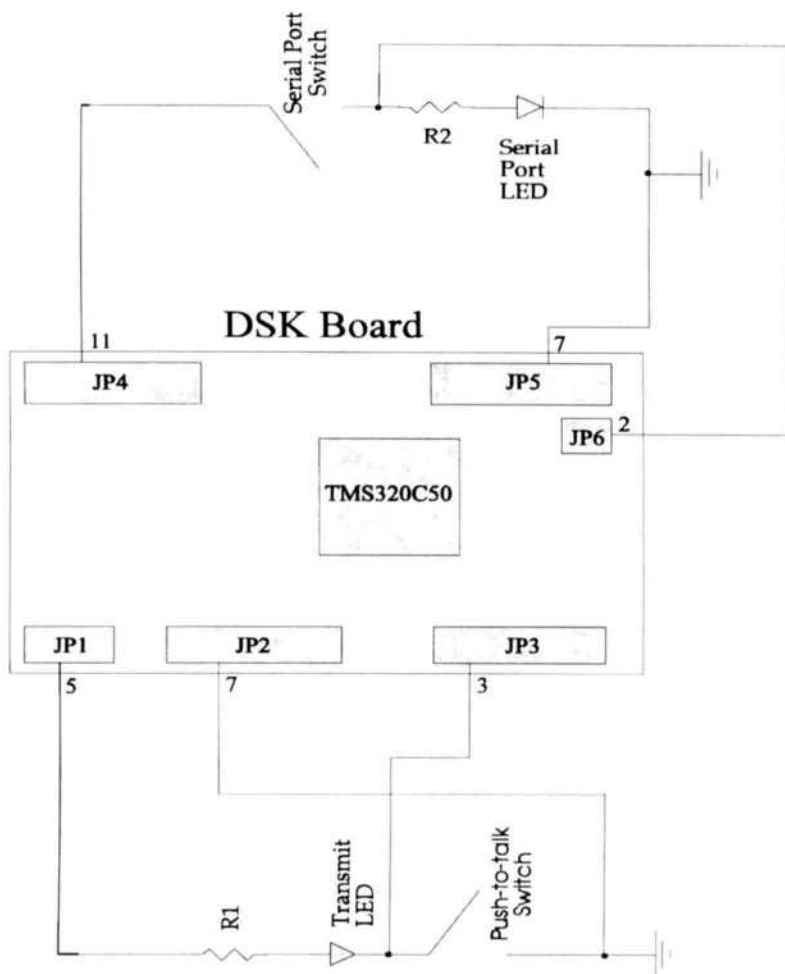 Serial Port
Switch
R2
Serial
Port
LED
DSK Board
11
7
JP4
JP5
JP6
2
TMS320C50
JP1
JP2
JP3
5
7
3
R1
Transmit
LED
Push-to-talk
Switch